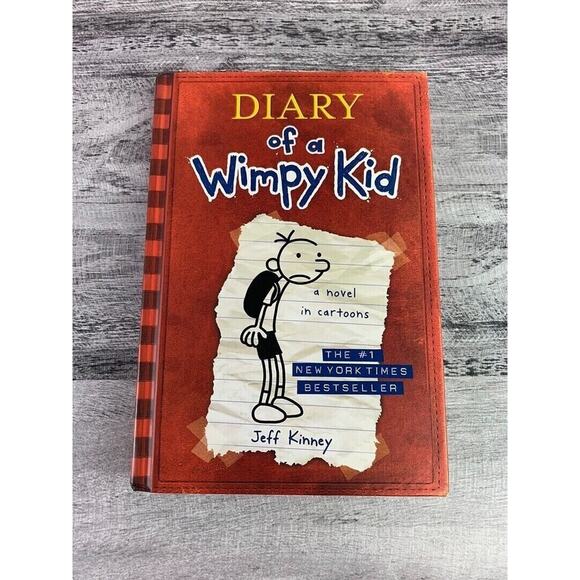 DIARY
of a
Wimpy Kid
a novel
in cartoons
THE #1
NEW YORK TIMES
BESTSELLER
Jeff Kinney